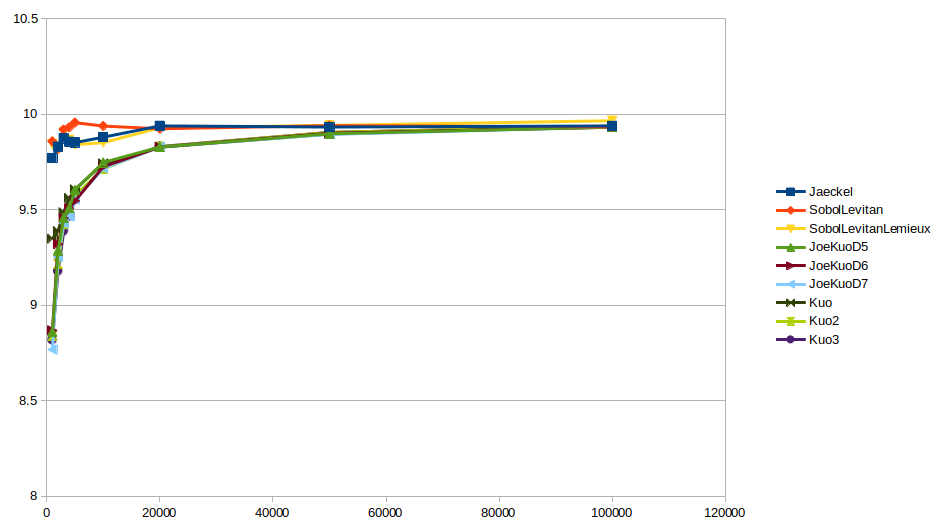 10.5
10
9.5
9
8.5
8
0
20000
40000
60000
80000
100000
120000
Jaeckel
SobolLevitan
SobolLevitanLemieux
JoeKuoD5
JoeKuoD6
JoeKuoD7
Kuo
Kuo2
Kuo3